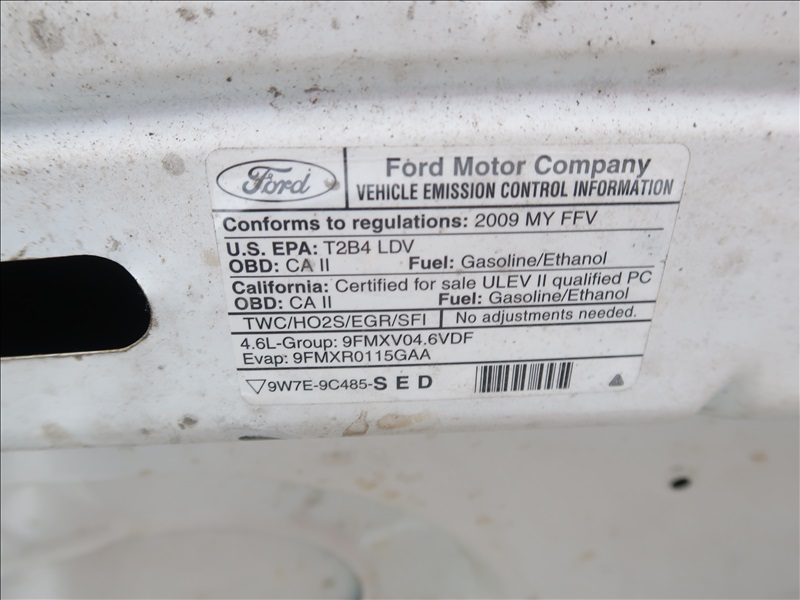 Ford
Ford Motor Company
VEHICLE EMISSION CONTROL INFORMATION
Conforms to regulations: 2009 MY FFV
U.S. EPA: T2B4 LDV
OBD: CA II Fuel: Gasoline/Ethanol
California: Certified for sale ULEV II qualified PC
OBD: CA II Fuel: Gasoline/Ethanol
TWC/HO2S/EGR/SFI No adjustments needed.
4.6L-Group: 9FMXV04.6VDF
Evap: 9FMXR0115GAA
9W7E-9C485-SED